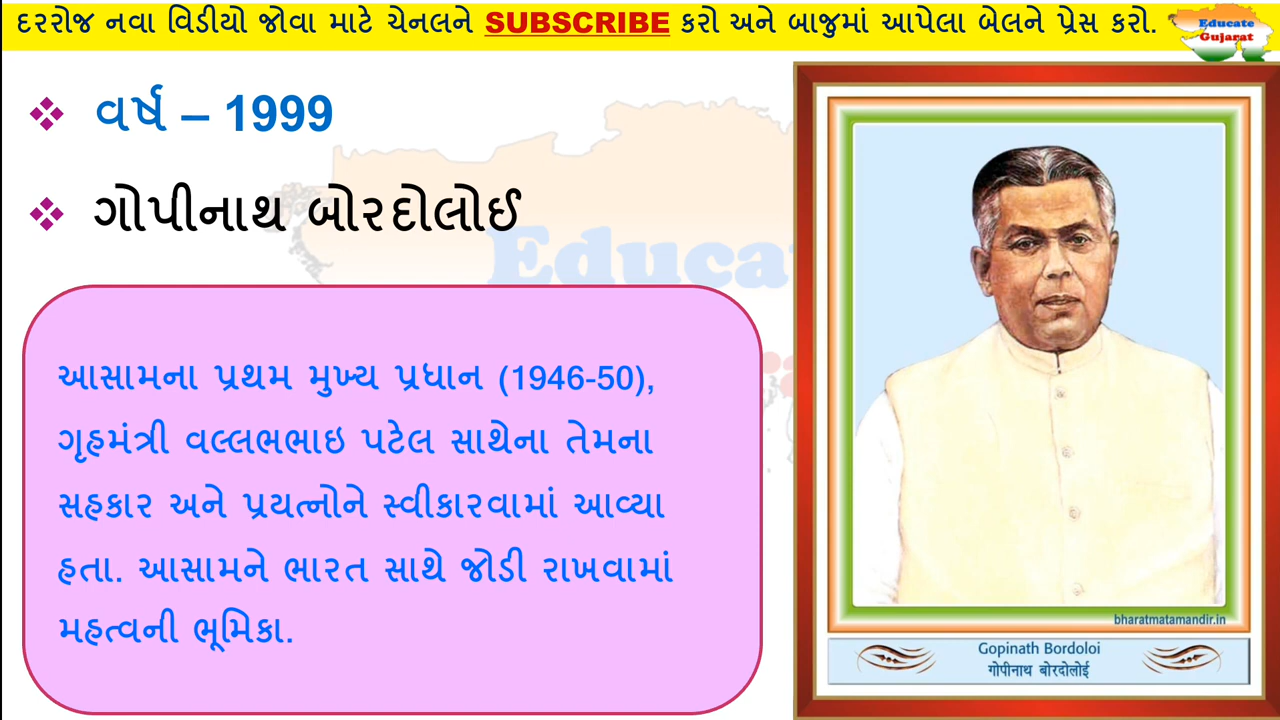 દરરોજ નવા વિડીયો જોવા માટે ચેનલને SUBSCRIBE કરો અને બાજુમાં આપેલા બેલને પ્રેસ કરો.
Educate
Gujarat
❖ વર્ષ – 1999
❖ ગોપીનાથ બોરદોલોઈ
Educa
આસામના પ્રથમ મુખ્ય પ્રધાન (1946-50),
ગૃહમંત્રી વલ્લભભાઇ પટેલ સાથેના તેમના
સહકાર અને પ્રયત્નોને સ્વીકારવામાં આવ્યા
હતા. આસામને ભારત સાથે જોડી રાખવામાં
મહત્વની ભૂમિકા.
bharatmatamandir.in
Gopinath Bordoloi
गोपीनाथ बोरदोलोई